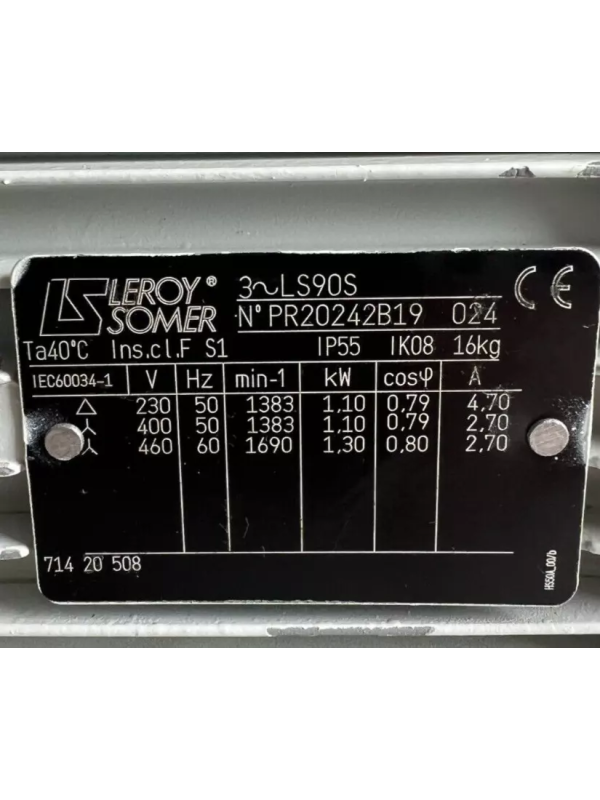 LEROY®
SOMER
3~LS90S
N°PR20242B19 024
CE
Ta40°C Ins.cl.F S1 IP55 IK08 16kg
IEC60034-1 V Hz min-1 kW cosφ A
△ 230 50 1383 1,10 0,79 4,70
⅄ 400 50 1383 1,10 0,79 2,70
⅄ 460 60 1690 1,30 0,80 2,70
714 20 508